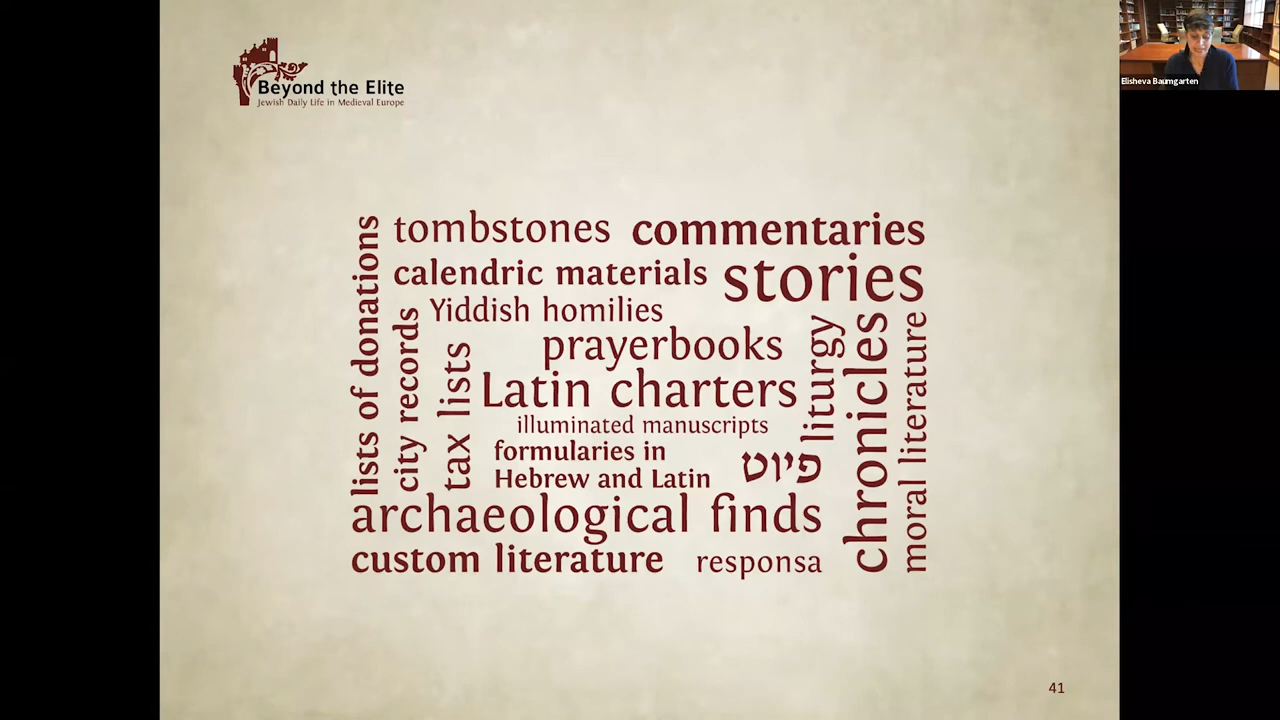 Beyond the Elite
Jewish Daily Life in Medieval Europe
Elisheva Baumgarten
tombstones
commentaries
calendric materials
stories
Yiddish homilies
prayerbooks
Latin charters
illuminated manuscripts
formularies in
Hebrew and Latin
פיוט
archaeological finds
custom literature
responsa
lists of donations
city records
tax lists
liturgy
chronicles
moral literature
41